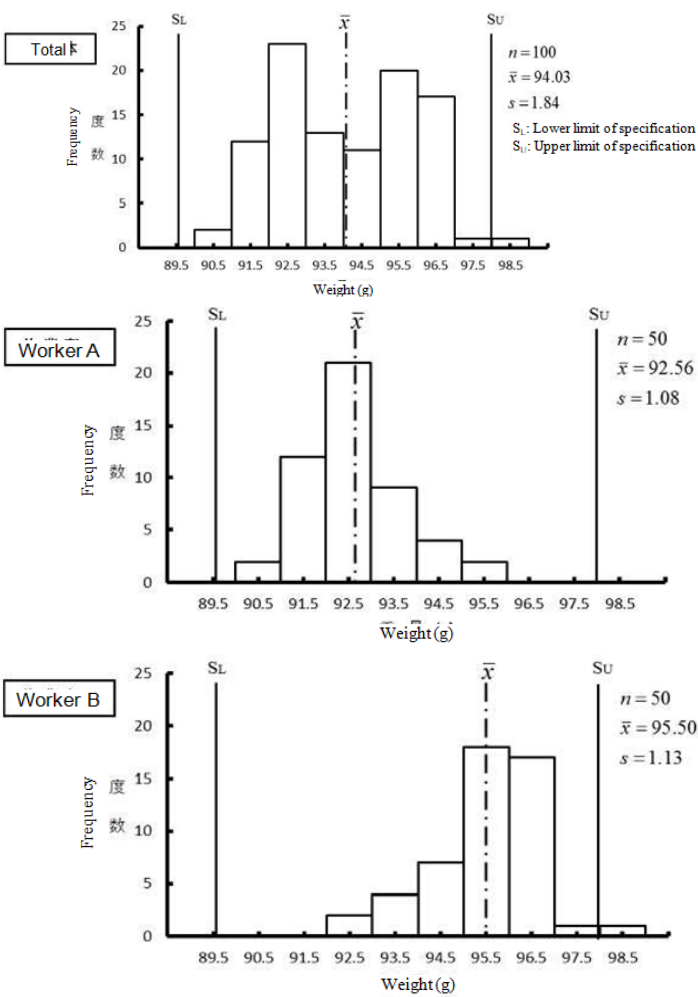 Total
SL
x̄
SU
n = 100
x̄ = 94.03
s = 1.84
SL: Lower limit of specification
SU: Upper limit of specification
Frequency
度数
25
20
15
10
5
0
89.5 90.5 91.5 92.5 93.5 94.5 95.5 96.5 97.5 98.5
Weight (g)
Worker A
SL
x̄
SU
n = 50
x̄ = 92.56
s = 1.08
Frequency
度数
25
20
15
10
5
0
89.5 90.5 91.5 92.5 93.5 94.5 95.5 96.5 97.5 98.5
Weight (g)
Worker B
SL
x̄
SU
n = 50
x̄ = 95.50
s = 1.13
Frequency
度数
25
20
15
10
5
0
89.5 90.5 91.5 92.5 93.5 94.5 95.5 96.5 97.5 98.5
Weight (g)